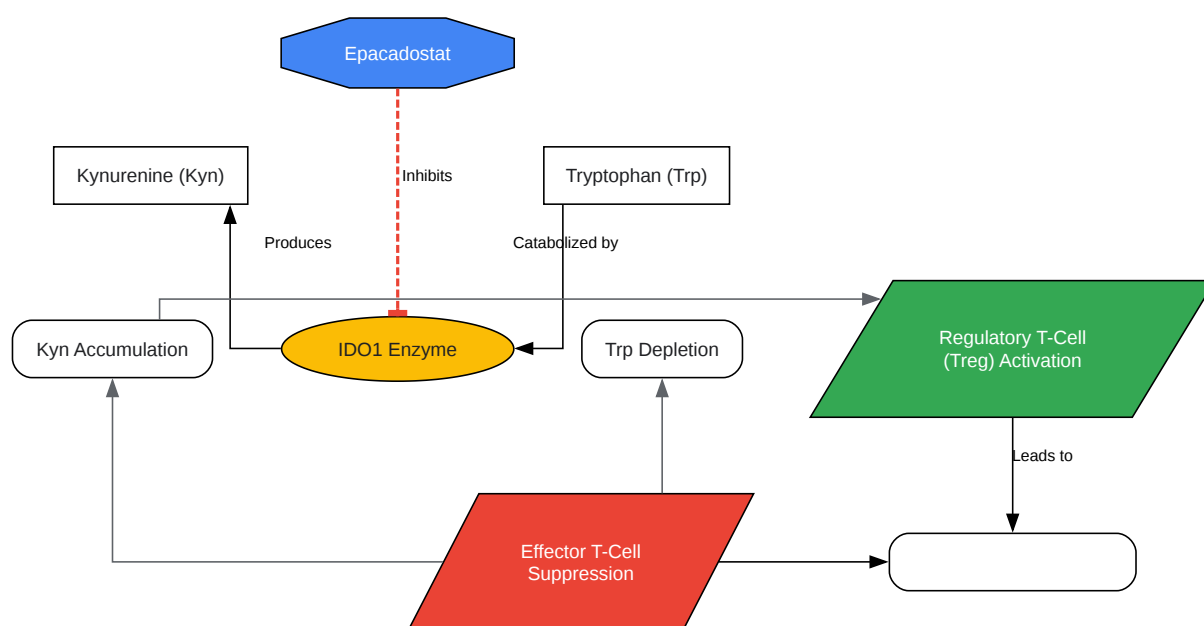 Epacadostat
Kynurenine (Kyn)
Inhibits
Tryptophan (Trp)
Produces
Catabolized by
Kyn Accumulation
IDO1 Enzyme
Trp Depletion
Regulatory T-Cell
(Treg) Activation
Leads to
Effector T-Cell
Suppression